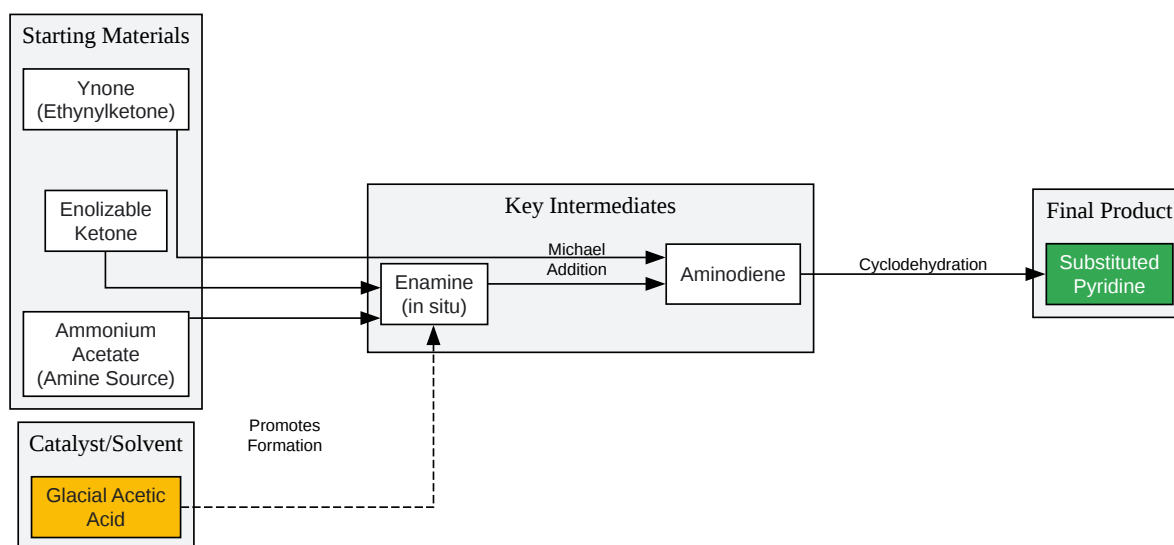 Starting Materials
Ynone
(Ethynylketone)
Enolizable
Ketone
Ammonium
Acetate
(Amine Source)
Catalyst/Solvent
Glacial Acetic
Acid
Promotes
Formation
Key Intermediates
Enamine
(in situ)
Michael
Addition
Aminodiene
Cyclodehydration
Final Product
Substituted
Pyridine